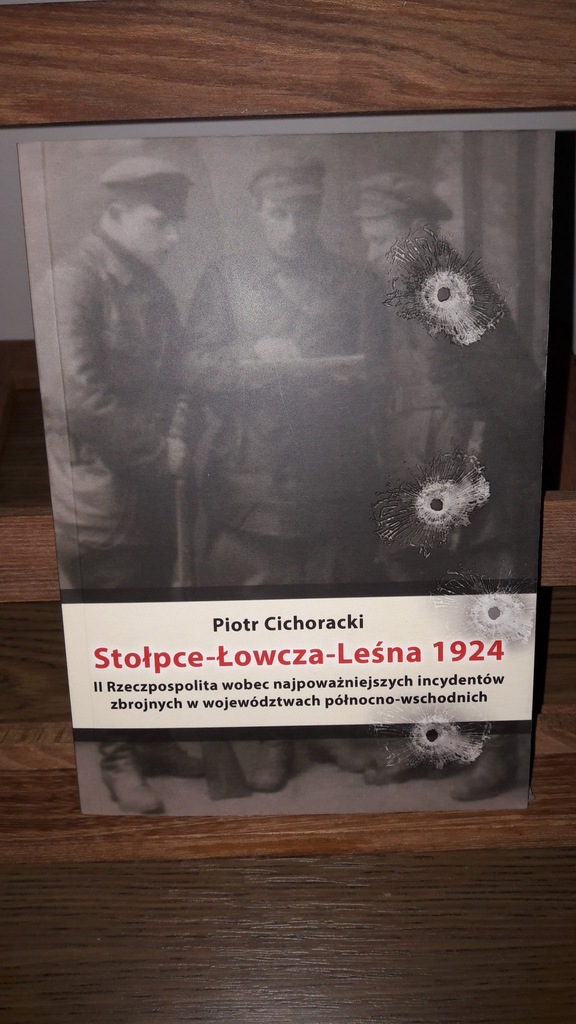 Piotr Cichoracki
Stołpce-Łowcza-Leśna 1924
II Rzeczpospolita wobec najpoważniejszych incydentów
zbrojnych w województwach północno-wschodnich